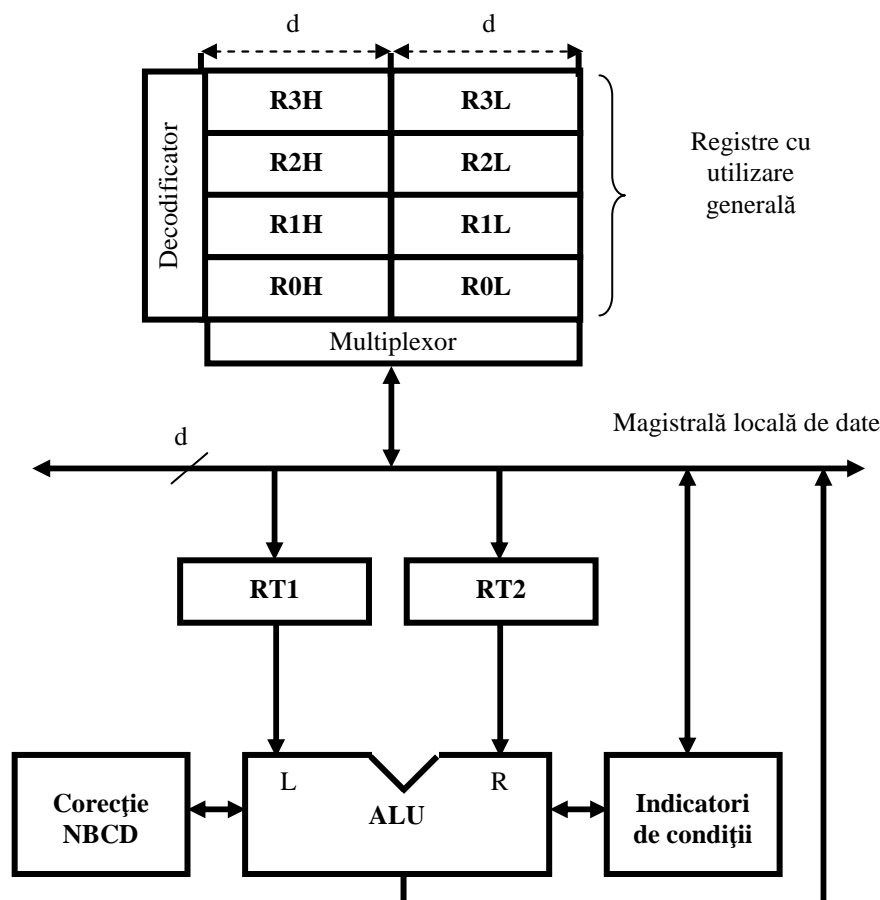 d d
R3H R3L
R2H R2L
R1H R1L
R0H R0L
Decodificator
Multiplexor
Registre cu
utilizare
generală
d
Magistrală locală de date
RT1 RT2
L R
Corecţie
NBCD
ALU
Indicatori
de condiţii